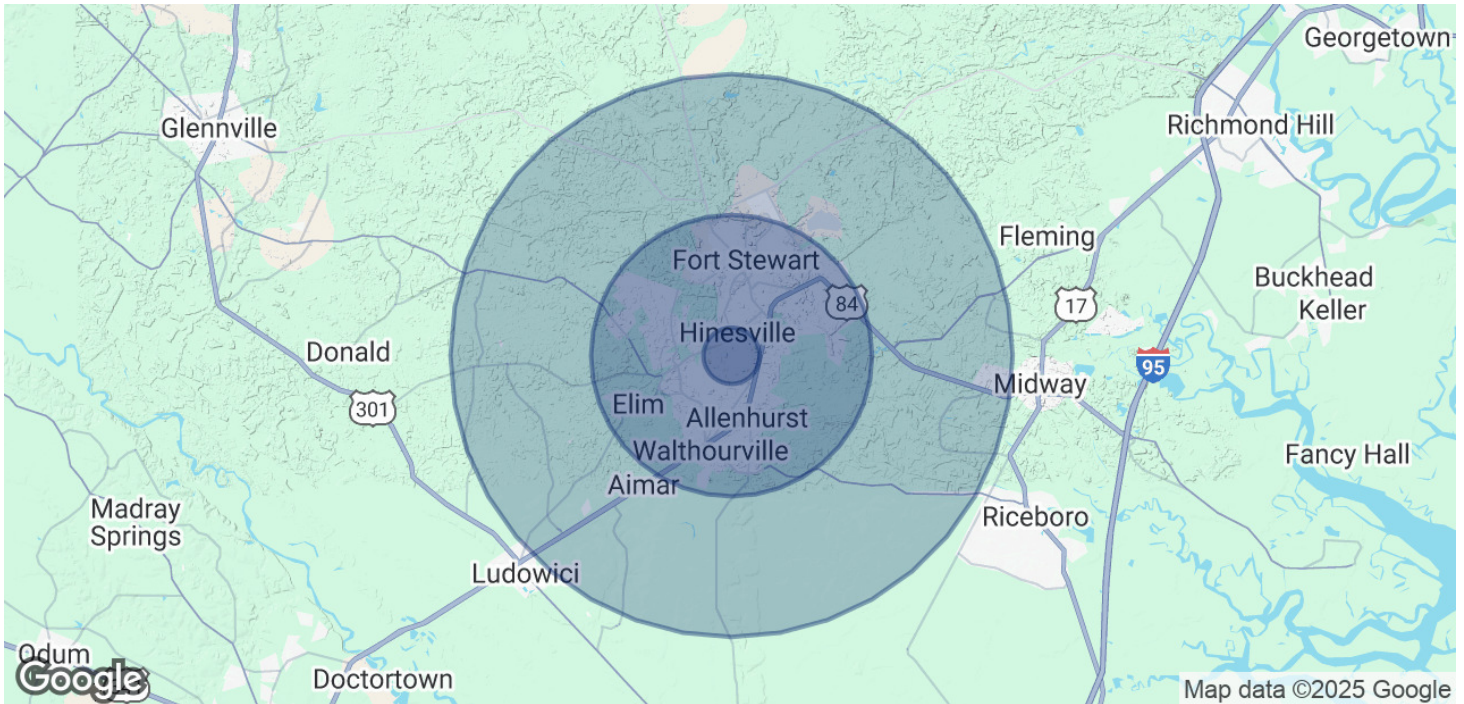 Georgetown
Richmond Hill
Glennville
Fleming
Fort Stewart
Buckhead
Keller
84
17
Hinesville
Donald
95
Midway
301
Elim
Allenhurst
Walthourville
Fancy Hall
Aimar
Madray
Springs
Riceboro
Ludowici
Odum
Doctortown
Google
Map data ©2025 Google